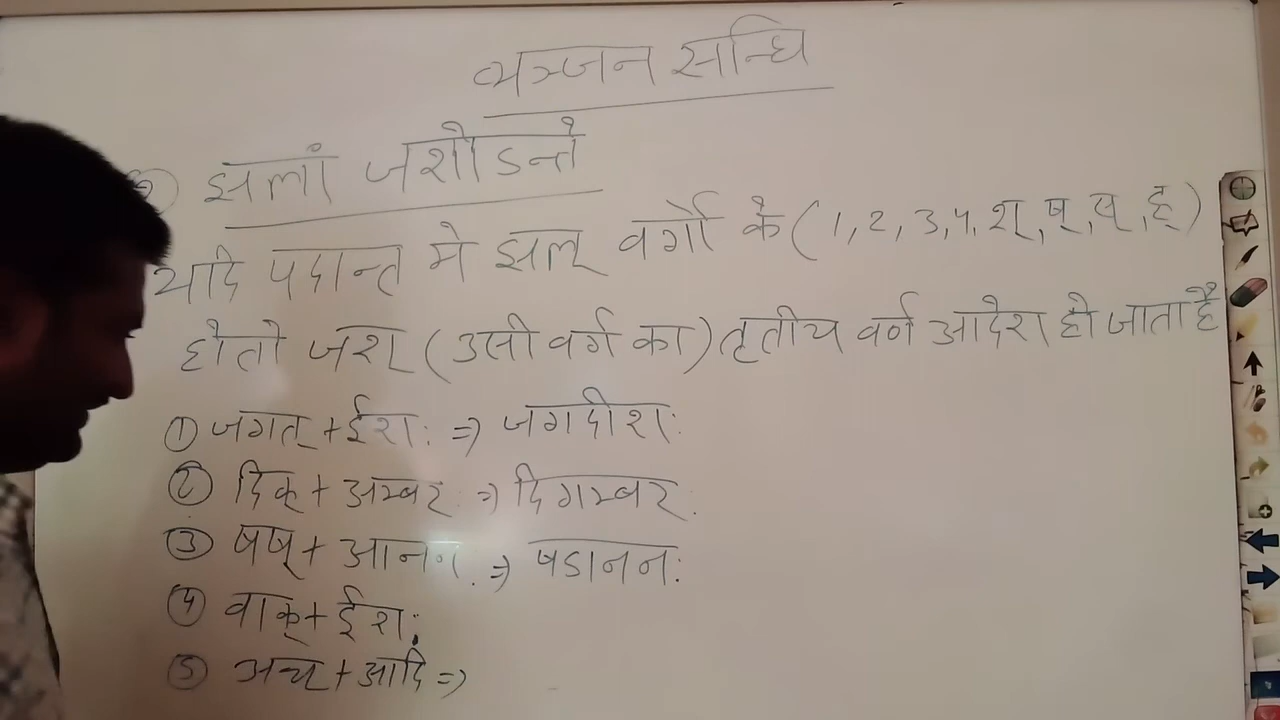 व्यञ्जन सन्धि
झलां जशोऽन्ते
यदि पदान्त मे झल् वर्गो के (1,2,3,4,श्,ष्,स्,ह्)
हो तो जश् (उसी वर्ग का) तृतीय वर्ण आदेश हो जाता है
① जगत् + ईशः ⇒ जगदीशः
② दिक् + अम्बरः ⇒ दिगम्बरः
③ षष् + आननः ⇒ षडाननः
④ वाक् + ईशः
⑤ अच् + आदि ⇒